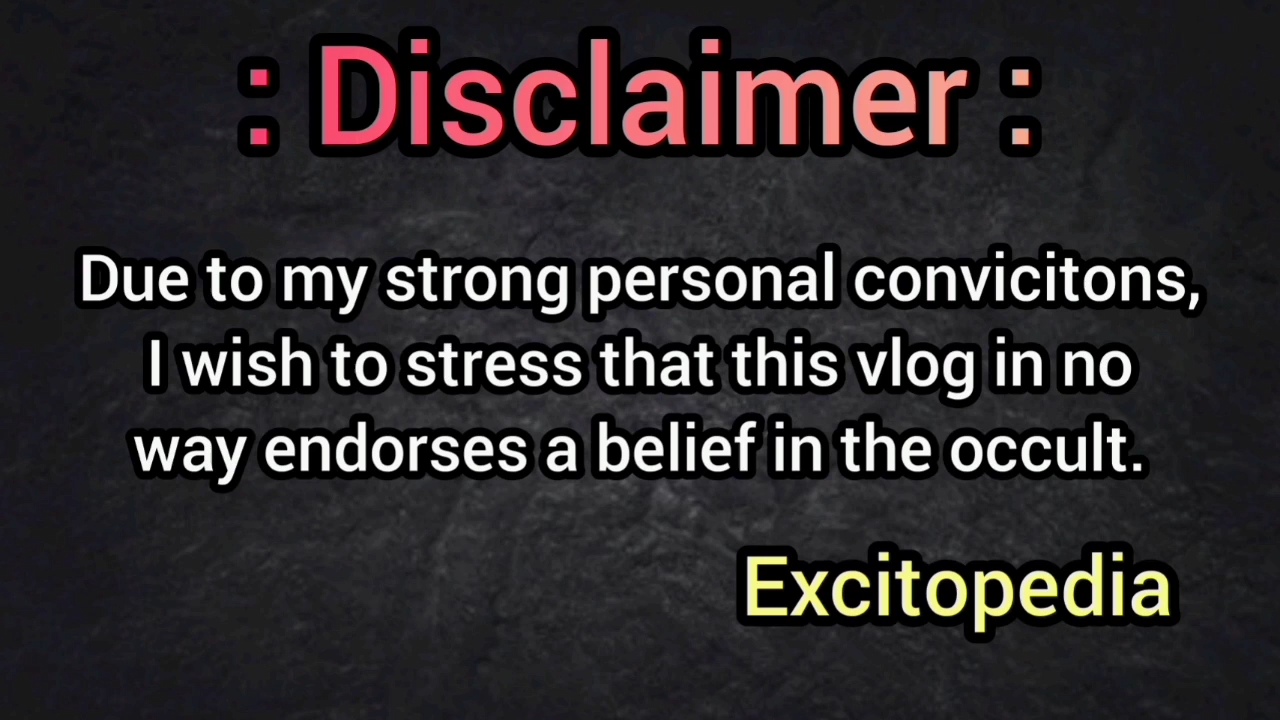 : Disclaimer :
Due to my strong personal convicitons,
I wish to stress that this vlog in no
way endorses a belief in the occult.
Excitopedia